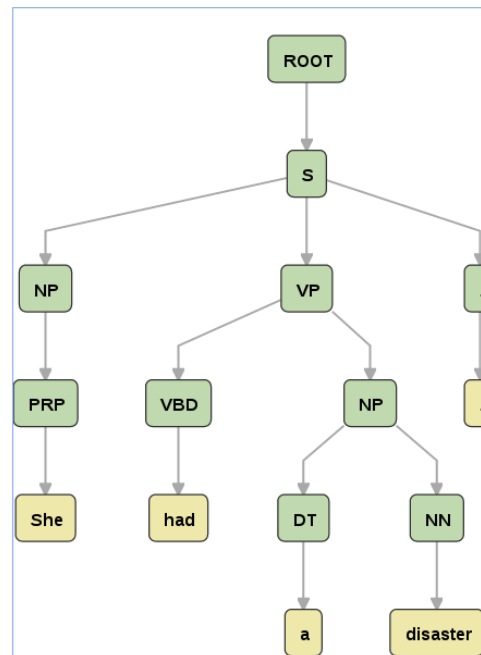 ROOT
S
NP VP
PRP VBD NP
She had DT NN
a disaster